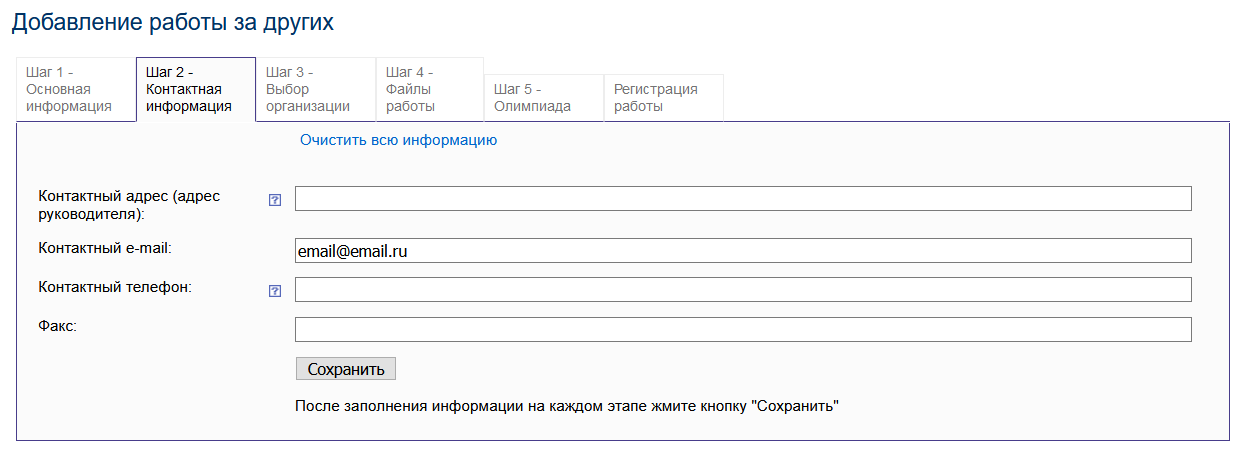 Добавление работы за других
Шаг 1 -
Основная
информация
Шаг 2 -
Контактная
информация
Шаг 3 -
Выбор
организации
Шаг 4 -
Файлы
работы
Шаг 5 -
Олимпиада
Регистрация
работы
Очистить всю информацию
Контактный адрес (адрес
руководителя):
?
Контактный e-mail:
email@email.ru
Контактный телефон:
?
Факс:
Сохранить
После заполнения информации на каждом этапе жмите кнопку "Сохранить"